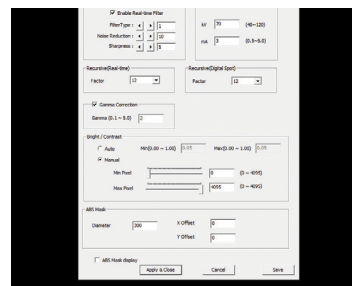 Enable Real-time Filter
FilterType : 1
Noise Reduction : 10
Sharpness : 5
kV 70 (40~120)
mA 3 (0.5~5.0)
Recursive(Real-time)
Factor 12
Recursive(Digital Spot)
Factor 12
Gamma Correction
Gamma (0.1 ~ 5.0) 2
Bright / Contrast
Auto Min(0.00 ~ 1.00) 0.05 Max(0.00 ~ 1.00) 0.05
Manual
Min Pixel 0 (0 ~ 4095)
Max Pixel 4095 (0 ~ 4095)
ABS Mask
Diameter 200 X Offset 0
Y Offset 0
ABS Mask display
Apply & Close Cancel Save